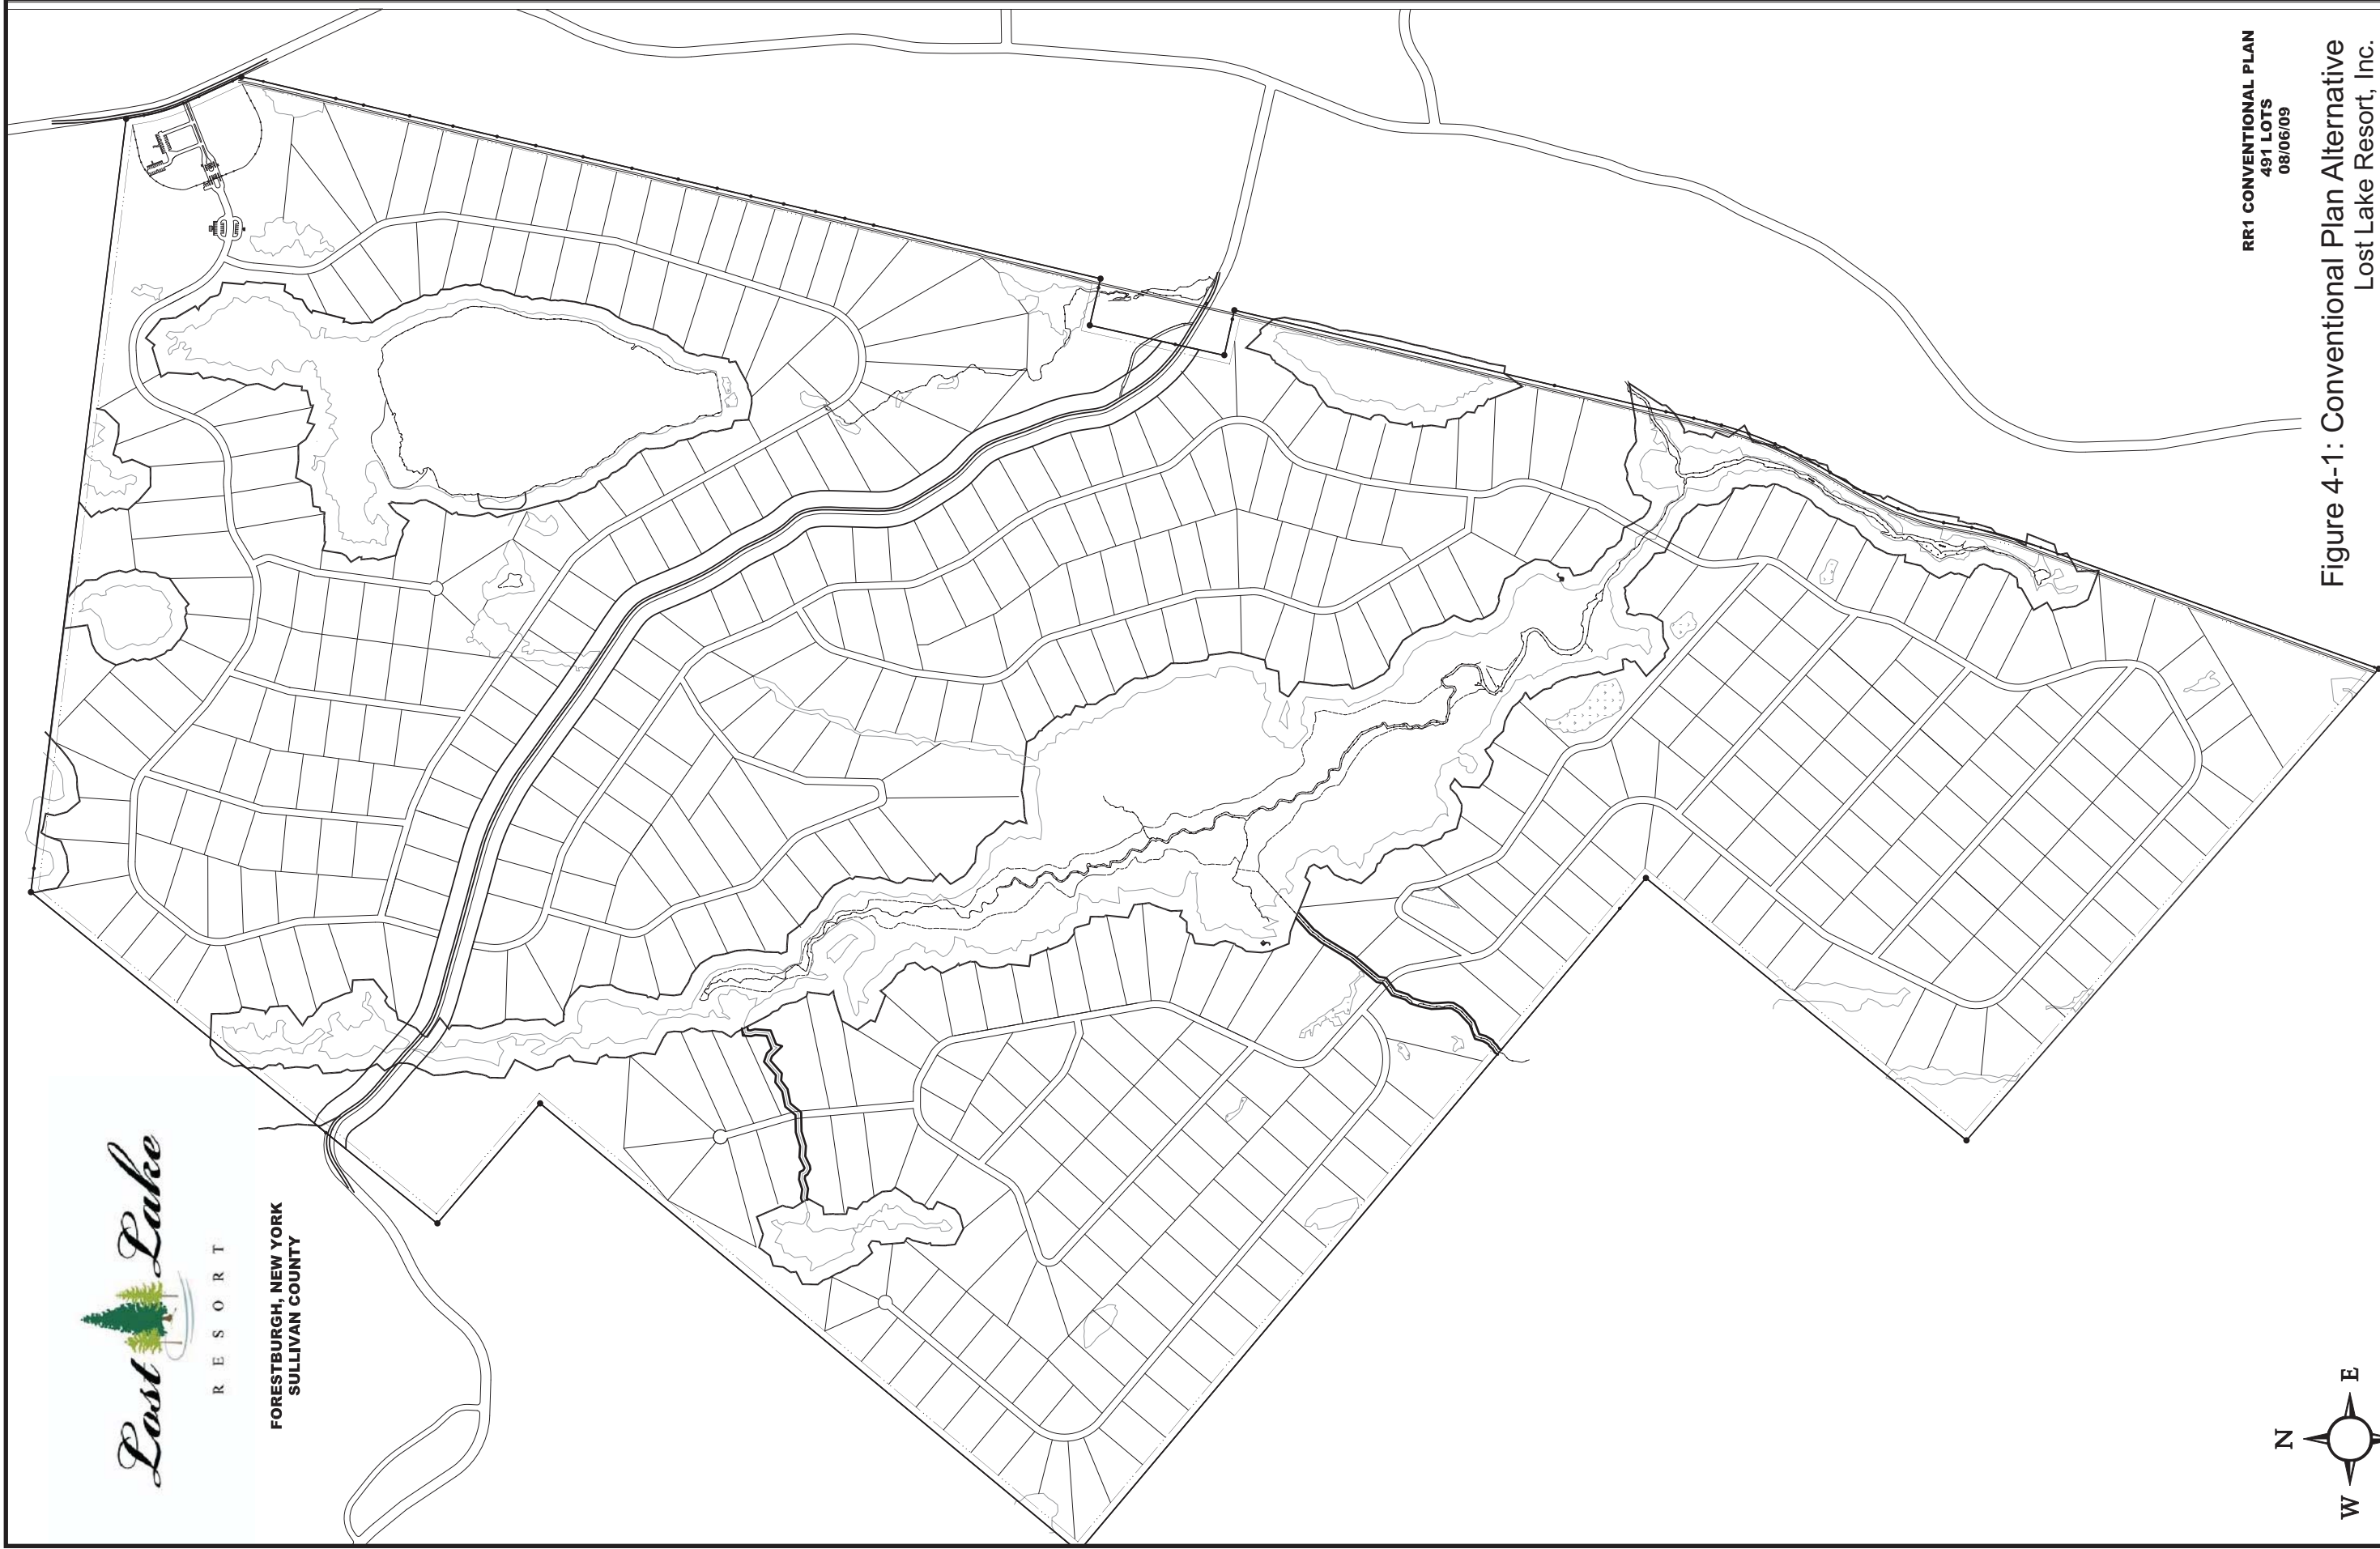 Lost Lake
RESORT
FORESTBURGH, NEW YORK
SULLIVAN COUNTY
RR1 CONVENTIONAL PLAN
491 LOTS
08/06/09
Figure 4-1: Conventional Plan Alternative
Lost Lake Resort, Inc.
N
W
E